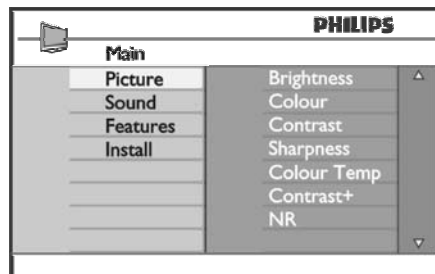 PHILIPS
Main
Picture
Sound
Features
Install
Brightness
Colour
Contrast
Sharpness
Colour Temp
Contrast+
NR